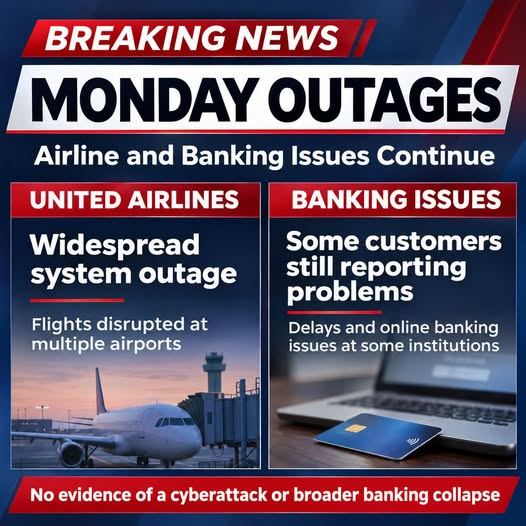 BREAKING NEWS
MONDAY OUTAGES
Airline and Banking Issues Continue
UNITED AIRLINES
Widespread
system outage
Flights disrupted at
multiple airports
BANKING ISSUES
Some customers
still reporting
problems
Delays and online banking
issues at some institutions
No evidence of a cyberattack or broader banking collapse